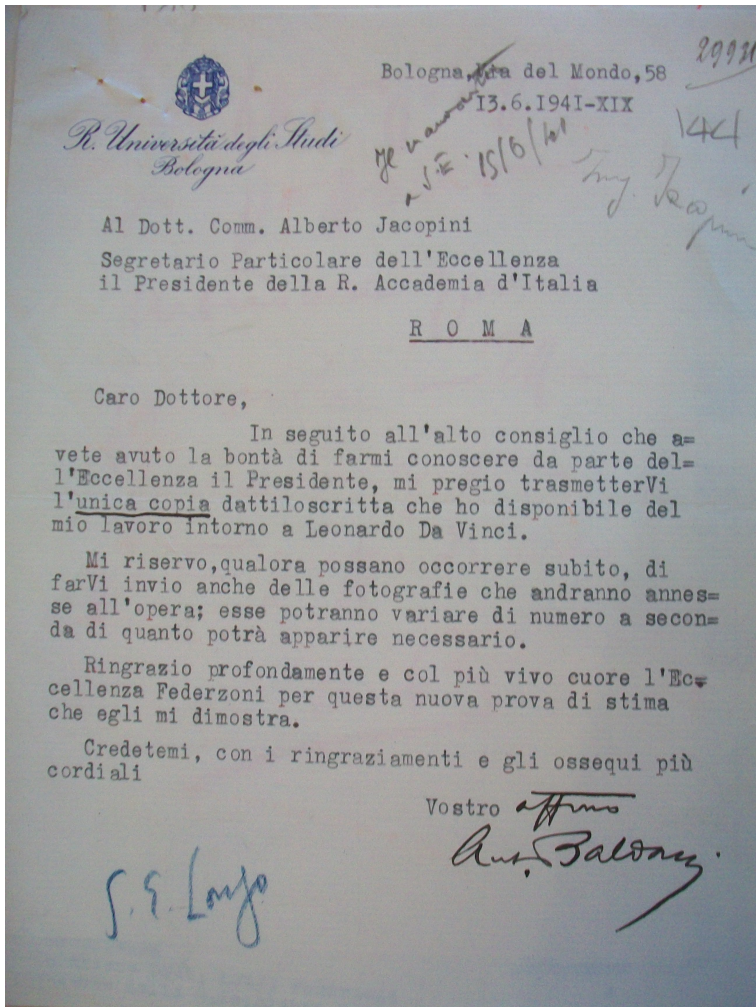 29931
Bologna, Via del Mondo,58
13.6.1941-XIX
144
R. Università degli Studi
Bologna
a S.E. 15/6/41
Ing. Jacopini
Al Dott. Comm. Alberto Jacopini
Segretario Particolare dell'Eccellenza
il Presidente della R. Accademia d'Italia
R O M A
Caro Dottore,
In seguito all'alto consiglio che a=
vete avuto la bontà di farmi conoscere da parte del=
l'Eccellenza il Presidente, mi pregio trasmetterVi
l'unica copia dattiloscritta che ho disponibile del
mio lavoro intorno a Leonardo Da Vinci.
Mi riservo,qualora possano occorrere subito, di
farVi invio anche delle fotografie che andranno annes=
se all'opera; esse potranno variare di numero a secon=
da di quanto potrà apparire necessario.
Ringrazio profondamente e col più vivo cuore l'Ec=
cellenza Federzoni per questa nuova prova di stima
che egli mi dimostra.
Credetemi, con i ringraziamenti e gli ossequi più
cordiali
Vostro affmo
Ant. Baldacci
S. E. Longo